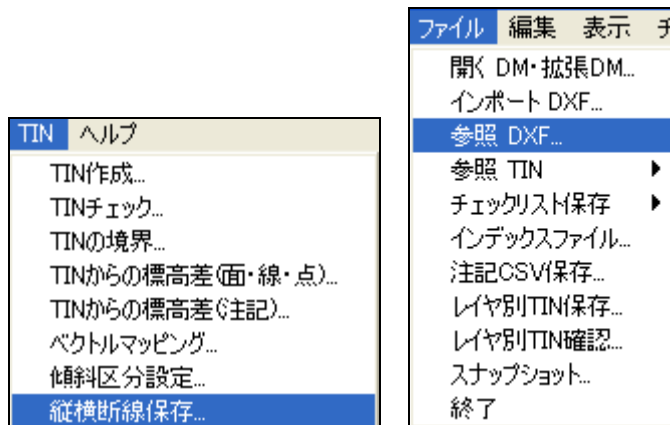 TIN ヘルプ
TIN作成...
TINチェック...
TINの境界...
TINからの標高差(面・線・点)...
TINからの標高差(注記)...
ベクトルマッピング...
傾斜区分設定...
縦横断線保存...
ファイル 編集 表示 チ
開く DM・拡張DM...
インポート DXF...
参照 DXF...
参照 TIN
チェックリスト保存
インデックスファイル...
注記CSV保存...
レイヤ別TIN保存...
レイヤ別TIN確認...
スナップショット...
終了